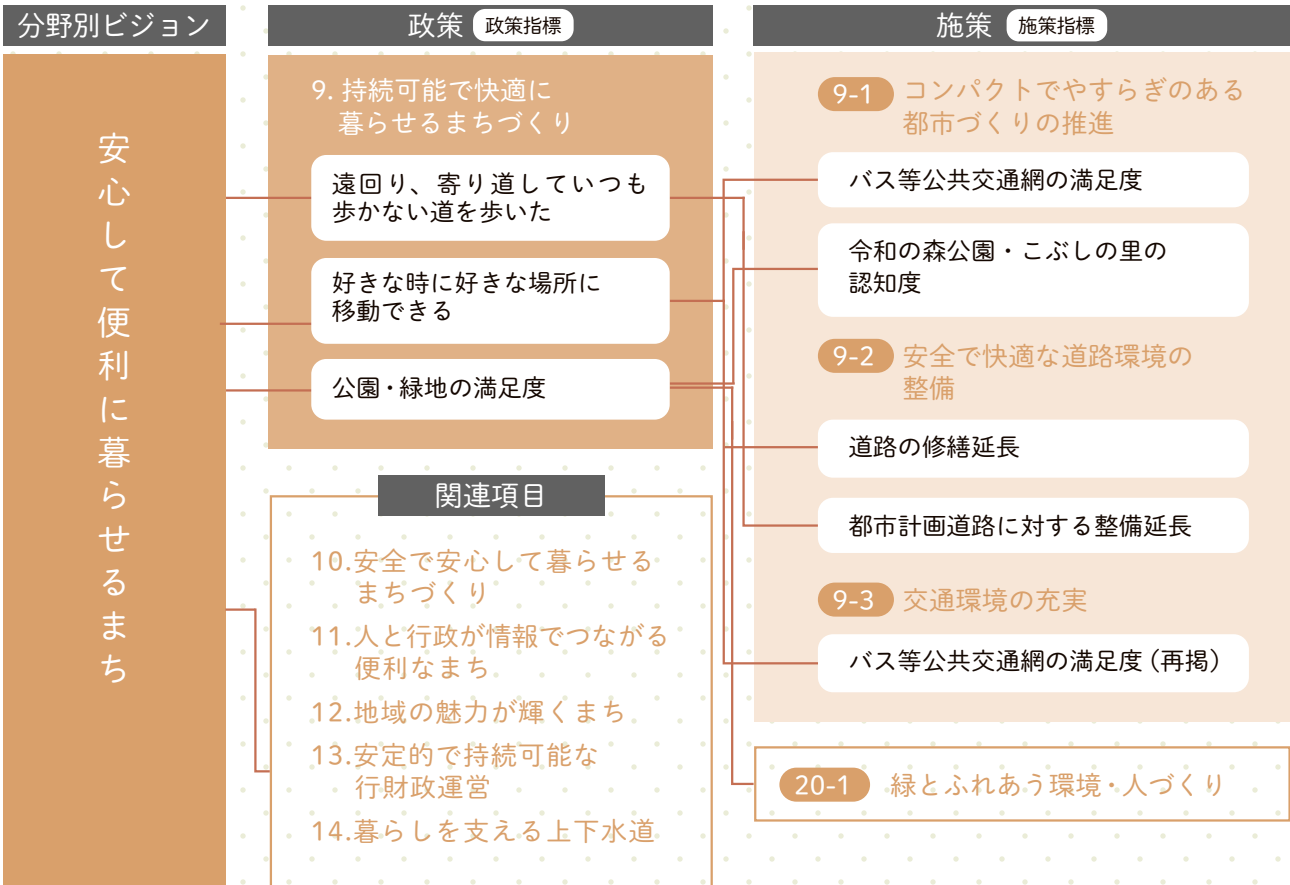 分野別ビジョン
安心して便利に暮らせるまち
政策 政策指標
9. 持続可能で快適に
暮らせるまちづくり
遠回り、寄り道していつも
歩かない道を歩いた
好きな時に好きな場所に
移動できる
公園・緑地の満足度
関連項目
10.安全で安心して暮らせる
まちづくり
11.人と行政が情報でつながる
便利なまち
12.地域の魅力が輝くまち
13.安定的で持続可能な
行財政運営
14.暮らしを支える上下水道
施策 施策指標
9-1 コンパクトでやすらぎのある
都市づくりの推進
バス等公共交通網の満足度
令和の森公園・こぶしの里の
認知度
9-2 安全で快適な道路環境の
整備
道路の修繕延長
都市計画道路に対する整備延長
9-3 交通環境の充実
バス等公共交通網の満足度（再掲）
20-1 緑とふれあう環境・人づくり